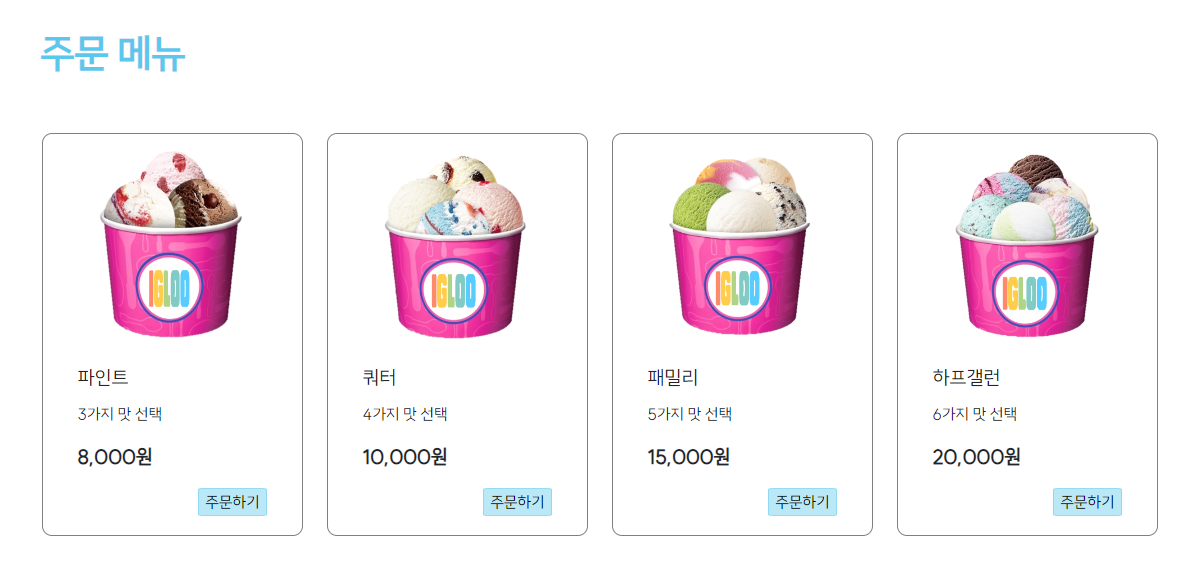 주문 메뉴
IGLOO
파인트
3가지 맛 선택
8,000원
주문하기
IGLOO
쿼터
4가지 맛 선택
10,000원
주문하기
IGLOO
패밀리
5가지 맛 선택
15,000원
주문하기
IGLOO
하프갤런
6가지 맛 선택
20,000원
주문하기